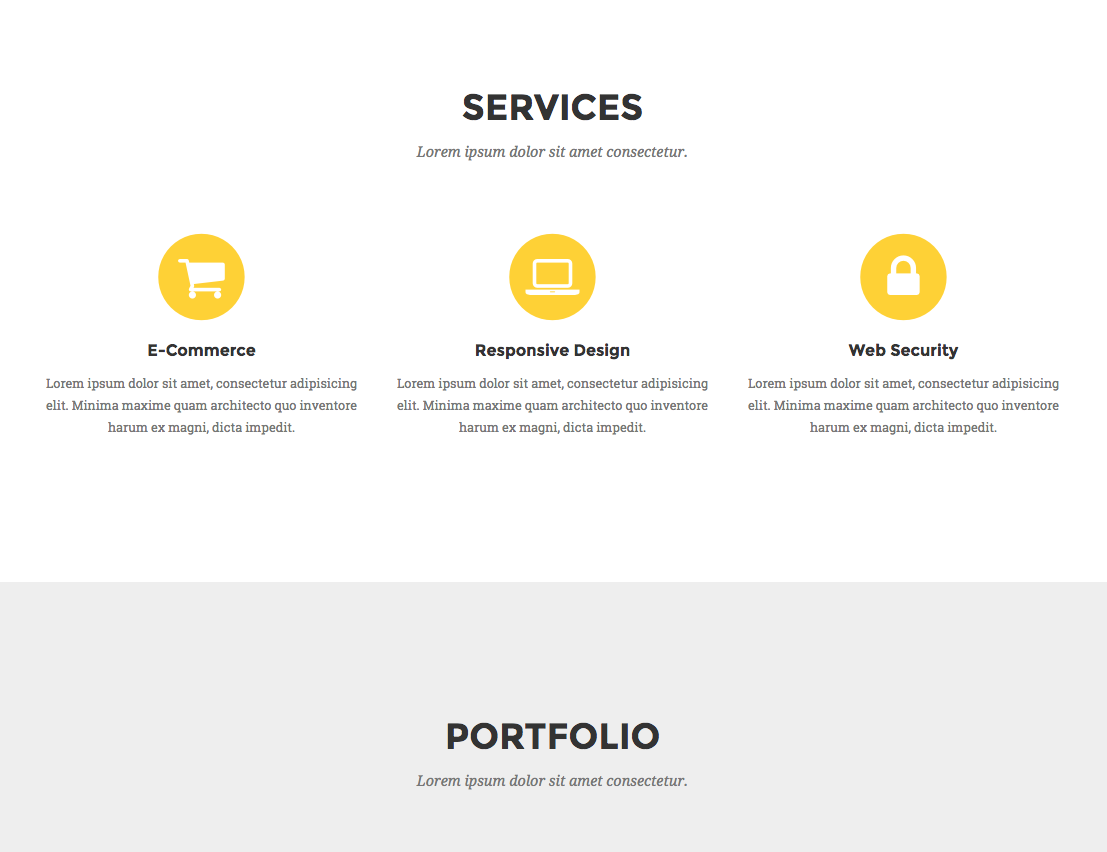 SERVICES
Lorem ipsum dolor sit amet consectetur.
E-Commerce
Lorem ipsum dolor sit amet, consectetur adipisicing
elit. Minima maxime quam architecto quo inventore
harum ex magni, dicta impedit.
Responsive Design
Lorem ipsum dolor sit amet, consectetur adipisicing
elit. Minima maxime quam architecto quo inventore
harum ex magni, dicta impedit.
Web Security
Lorem ipsum dolor sit amet, consectetur adipisicing
elit. Minima maxime quam architecto quo inventore
harum ex magni, dicta impedit.
PORTFOLIO
Lorem ipsum dolor sit amet consectetur.